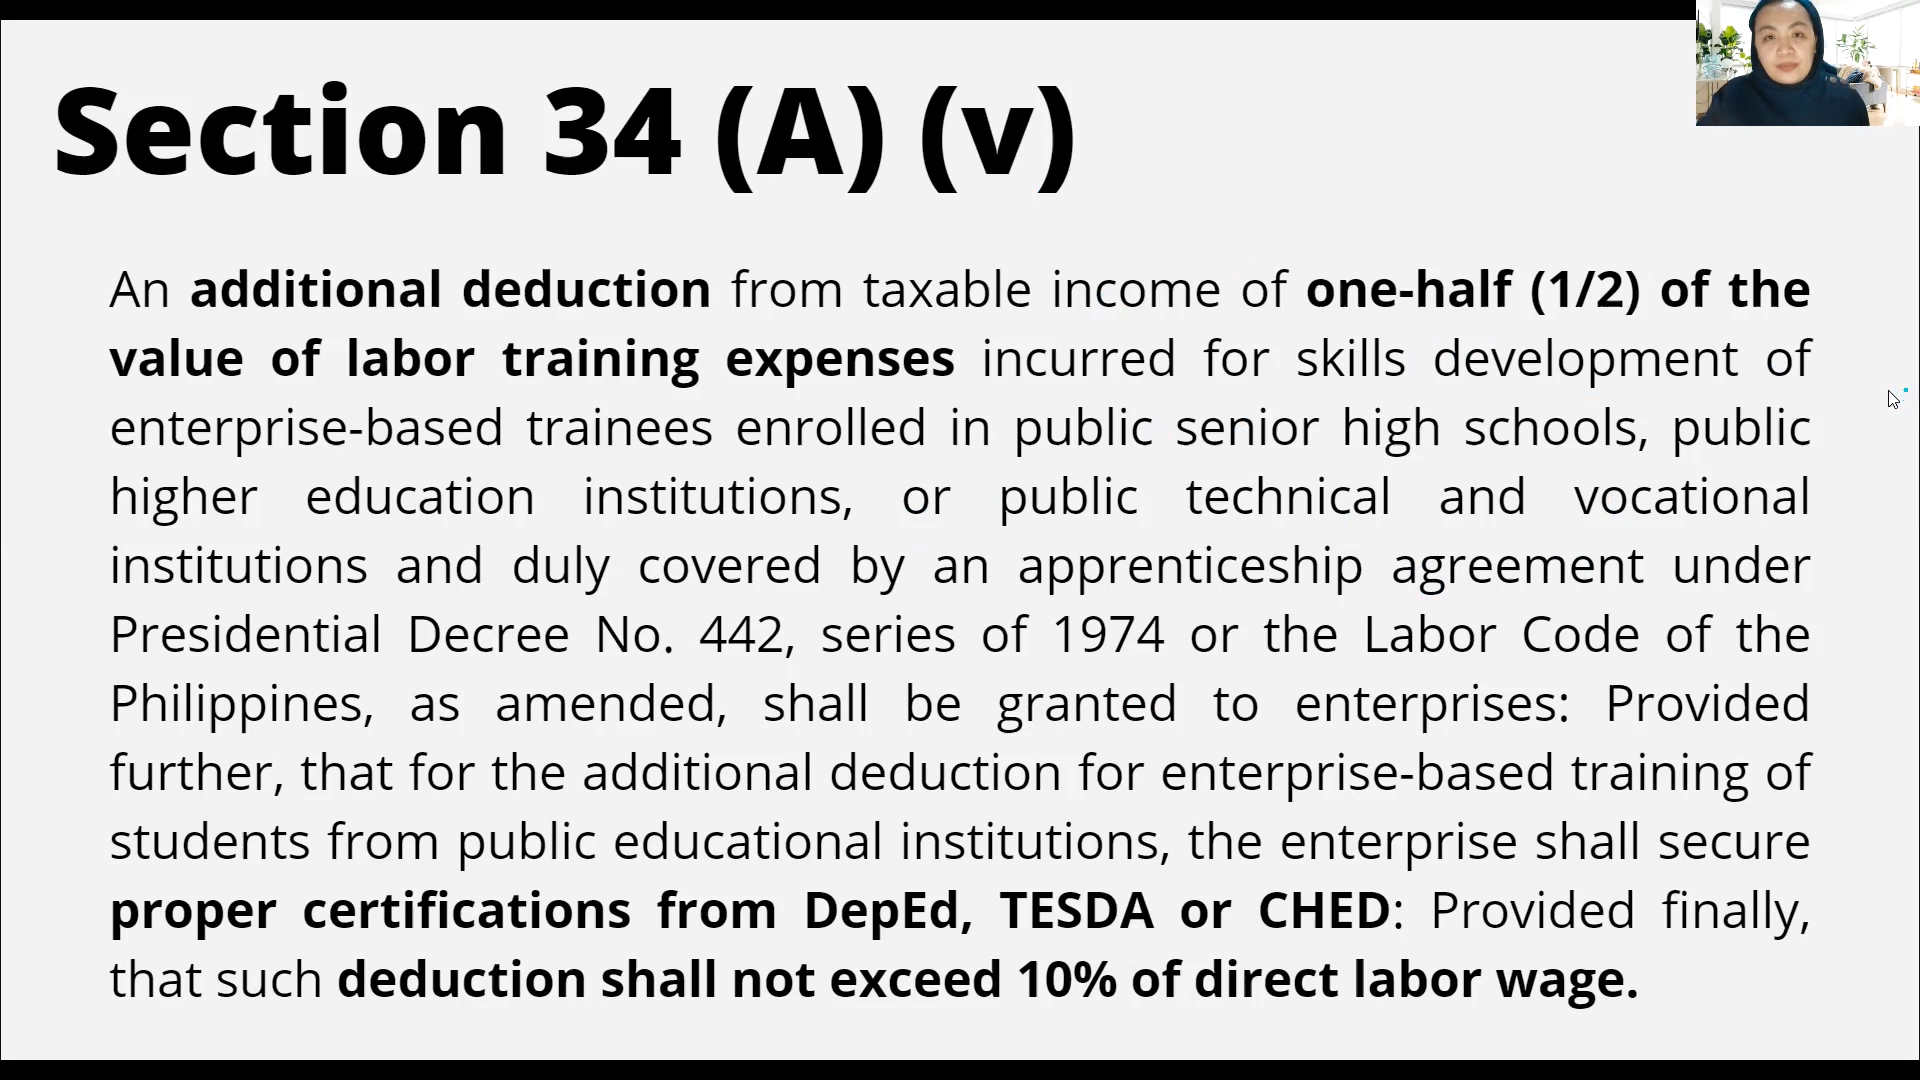 Section 34 (A) (v)
An additional deduction from taxable income of one-half (1/2) of the
value of labor training expenses incurred for skills development of
enterprise-based trainees enrolled in public senior high schools, public
higher education institutions, or public technical and vocational
institutions and duly covered by an apprenticeship agreement under
Presidential Decree No. 442, series of 1974 or the Labor Code of the
Philippines, as amended, shall be granted to enterprises: Provided
further, that for the additional deduction for enterprise-based training of
students from public educational institutions, the enterprise shall secure
proper certifications from DepEd, TESDA or CHED: Provided finally,
that such deduction shall not exceed 10% of direct labor wage.